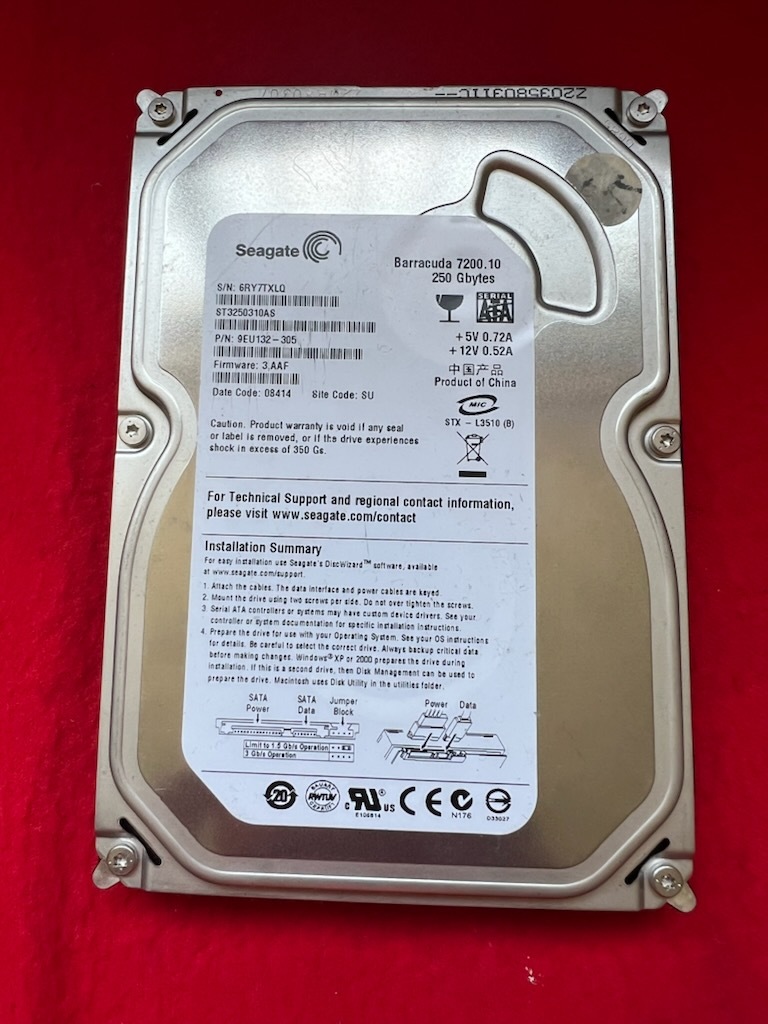 2203580311C--
Seagate
Barracuda 7200.10
250 Gbytes
S/N: 6RY7TXLQ
ST3250310AS
P/N: 9EU132-305
Firmware: 3.AAF
Date Code: 08414 Site Code: SU
SERIAL
SATA
+5V 0.72A
+12V 0.52A
中国产品
Product of China
MIC
STX - L3510 (B)
Caution. Product warranty is void if any seal
or label is removed, or if the drive experiences
shock in excess of 350 Gs.
For Technical Support and regional contact information,
please visit www.seagate.com/contact
Installation Summary
For easy installation use Seagate's DiscWizard™ software, available
at www.seagate.com/support.
1. Attach the cables. The data interface and power cables are keyed.
2. Mount the drive using two screws per side. Do not over tighten the screws.
3. Serial ATA controllers or systems may have custom device drivers. See your
controller or system documentation for specific installation instructions.
4. Prepare the drive for use with your Operating System. See your OS instructions
for details. Be careful to select the correct drive. Always backup critical data
before making changes. Windows® XP or 2000 prepares the drive during
installation. If this is a second drive, then Disk Management can be used to
prepare the drive. Macintosh uses Disk Utility in the utilities folder.
SATA Power
SATA Data
Jumper Block
Power Data
Limit to 1.5 Gb/s Operation
3 Gb/s Operation
20
RWTUV
c RU® US
E106814
CE
N176
D33027